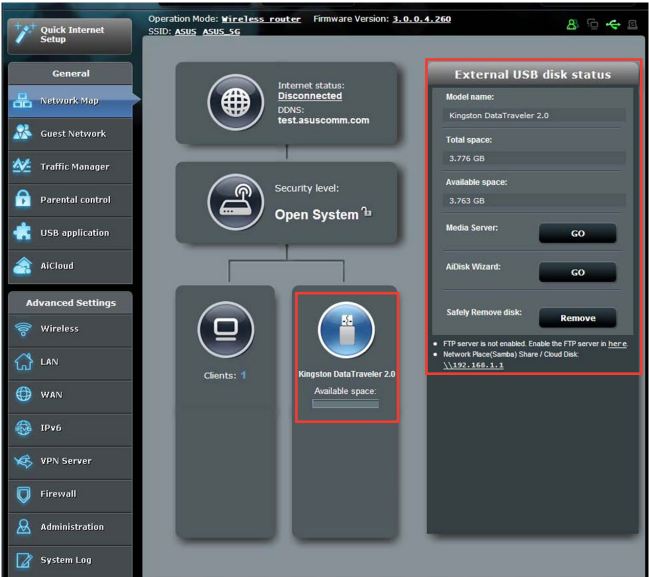 Operation Mode: Wireless router Firmware Version: 3.0.0.4.260
SSID: ASUS ASUS_5G
Quick Internet
Setup
General
Network Map
Guest Network
Traffic Manager
Parental control
USB application
AiCloud
Advanced Settings
Wireless
LAN
WAN
IPv6
VPN Server
Firewall
Administration
System Log
Internet status:
Disconnected
DDNS:
test.asuscomm.com
Security level:
Open System
Clients: 1
Kingston DataTraveler 2.0
Available space:
External USB disk status
Model name:
Kingston DataTraveler 2.0
Total space:
3.776 GB
Available space:
3.763 GB
Media Server:
GO
AiDisk Wizard:
GO
Safely Remove disk:
Remove
• FTP server is not enabled. Enable the FTP server in here.
• Network Place(Samba) Share / Cloud Disk:
\\192.168.1.1